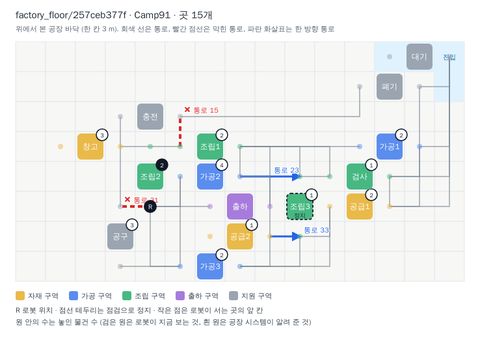 factory_floor/257ceb377f · Camp91 · 곳 15개
위에서 본 공장 바닥 (한 칸 3 m). 회색 선은 통로, 빨간 점선은 막힌 통로, 파란 화살표는 한 방향 통로
대기
진입
폐기
✖ 통로 15
충전
창고 3
조립1 2
가공1 2
조립2 2
가공2 4
통로 23
검사 1
✖ 통로 21
R
출하
조립3 1
정지
공급1 2
공구 3
공급2 1
통로 33
가공3 2
자재 구역
가공 구역
조립 구역
출하 구역
지원 구역
R 로봇 위치 · 점선 테두리는 점검으로 정지 · 작은 점은 로봇이 서는 곳의 앞 칸
원 안의 수는 놓인 물건 수 (검은 원은 로봇이 지금 보는 것, 흰 원은 공장 시스템이 알려 준 것)